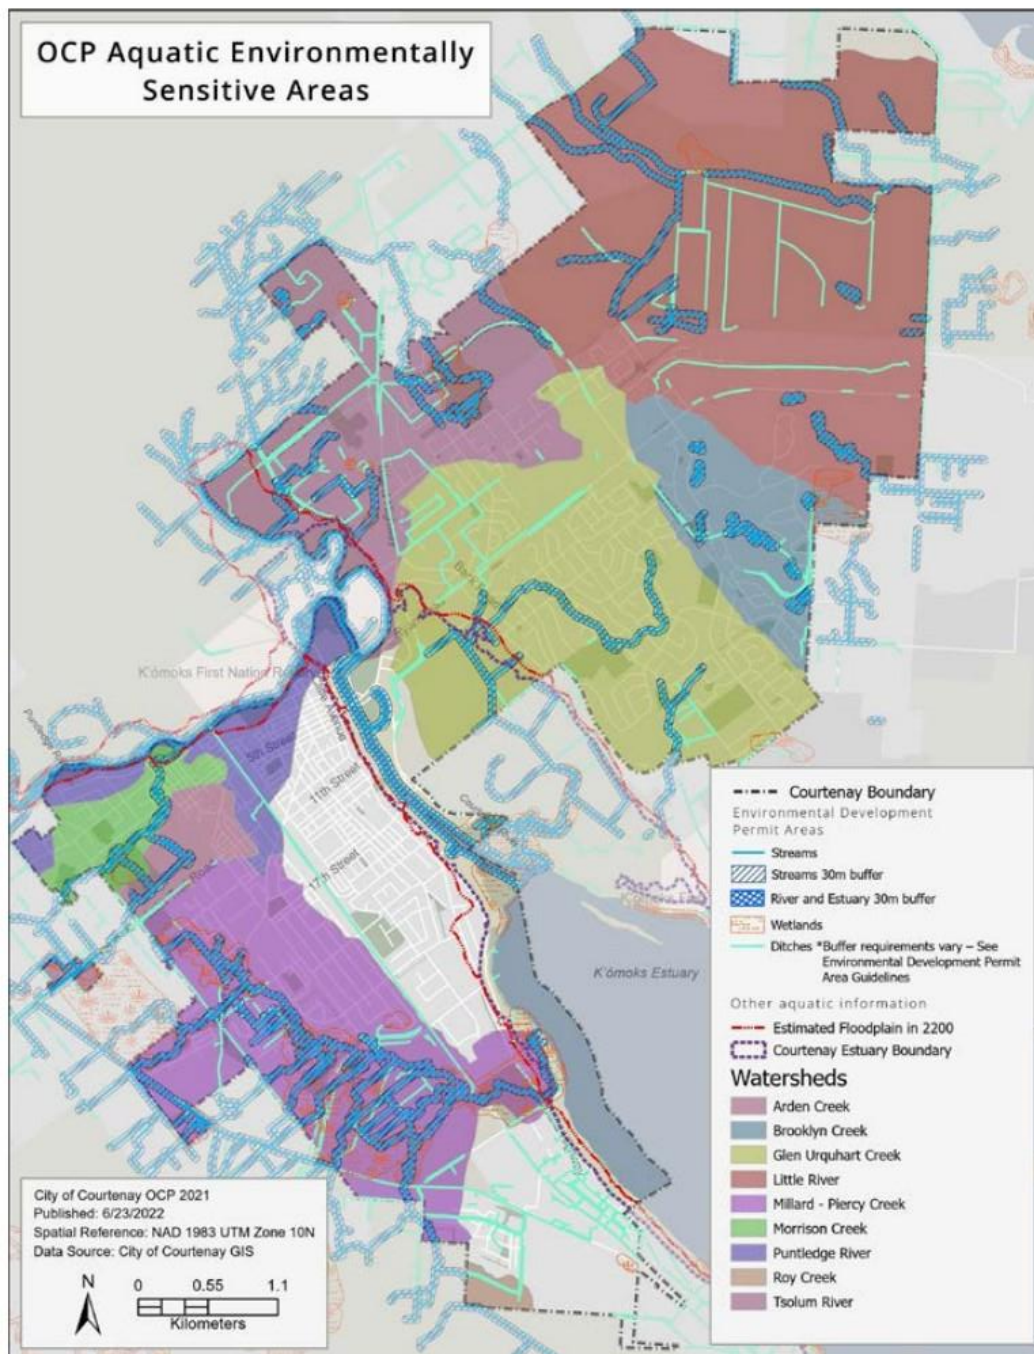 OCP Aquatic Environmentally
Sensitive Areas
K'ómoks First Nation
5th Street
11th Street
17th Street
Road
K'ómoks Estuary
Courtenay Boundary
Environmental Development
Permit Areas
Streams
Streams 30m buffer
River and Estuary 30m buffer
Wetlands
Ditches *Buffer requirements vary – See
Environmental Development Permit
Area Guidelines
Other aquatic information
Estimated Floodplain in 2200
Courtenay Estuary Boundary
Watersheds
Arden Creek
Brooklyn Creek
Glen Urquhart Creek
Little River
Millard - Piercy Creek
Morrison Creek
Puntledge River
Roy Creek
Tsolum River
City of Courtenay OCP 2021
Published: 6/23/2022
Spatial Reference: NAD 1983 UTM Zone 10N
Data Source: City of Courtenay GIS
N
0 0.55 1.1
Kilometers